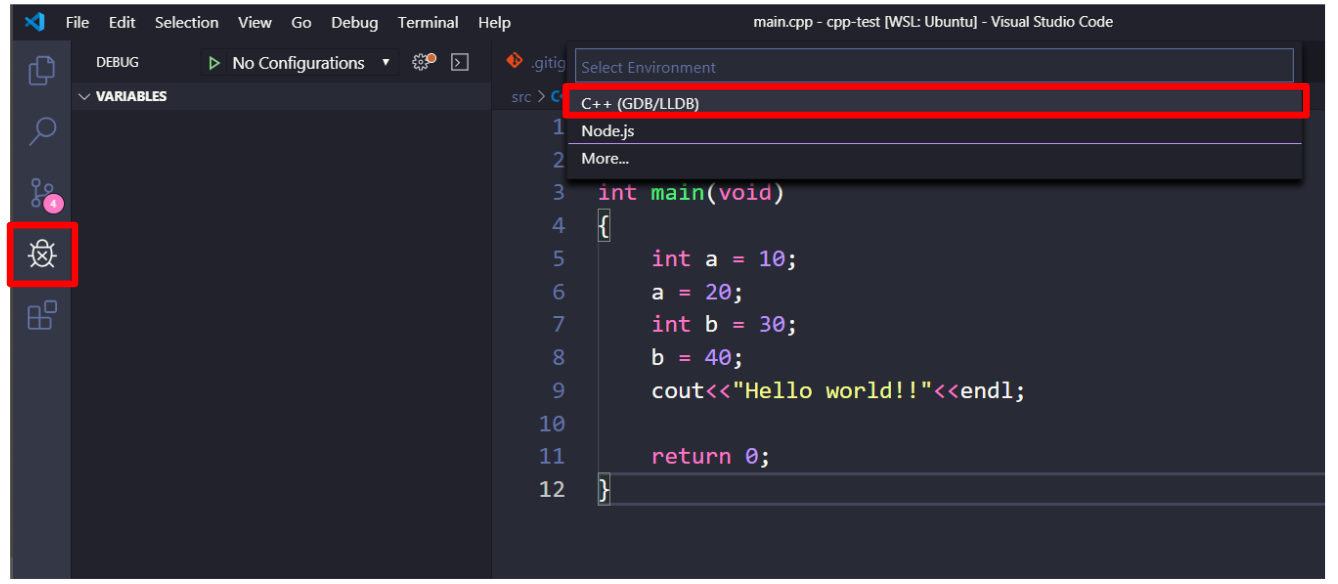 File Edit Selection View Go Debug Terminal Help main.cpp - cpp-test [WSL: Ubuntu] - Visual Studio Code
DEBUG No Configurations
VARIABLES
4
.gitig
src > C
Select Environment
C++ (GDB/LLDB)
Node.js
More...
1
2
3 int main(void)
4 {
5 int a = 10;
6 a = 20;
7 int b = 30;
8 b = 40;
9 cout<<"Hello world!!"<<endl;
10
11 return 0;
12 }